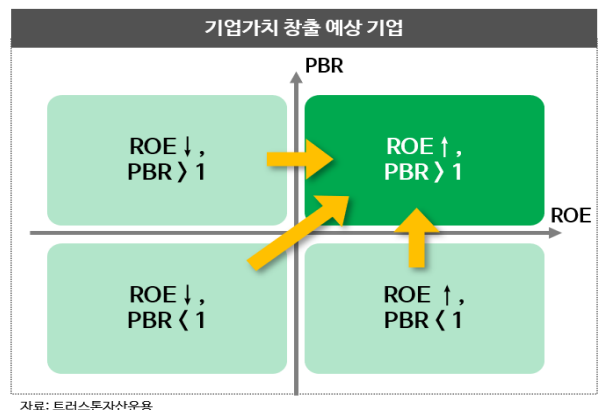 기업가치 창출 예상 기업
PBR
ROE↓,
PBR 〉 1
ROE↑,
PBR 〉 1
ROE
ROE↓,
PBR 〈 1
ROE ↑,
PBR 〈 1
자료: 트러스톤자산운용